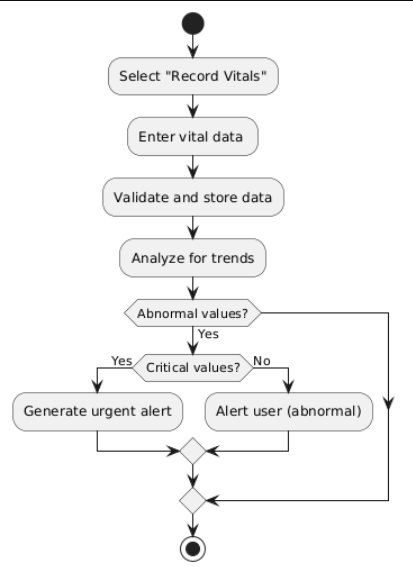 Select "Record Vitals"
Enter vital data
Validate and store data
Analyze for trends
Abnormal values?
Yes
Yes
Critical values?
No
Generate urgent alert
Alert user (abnormal)